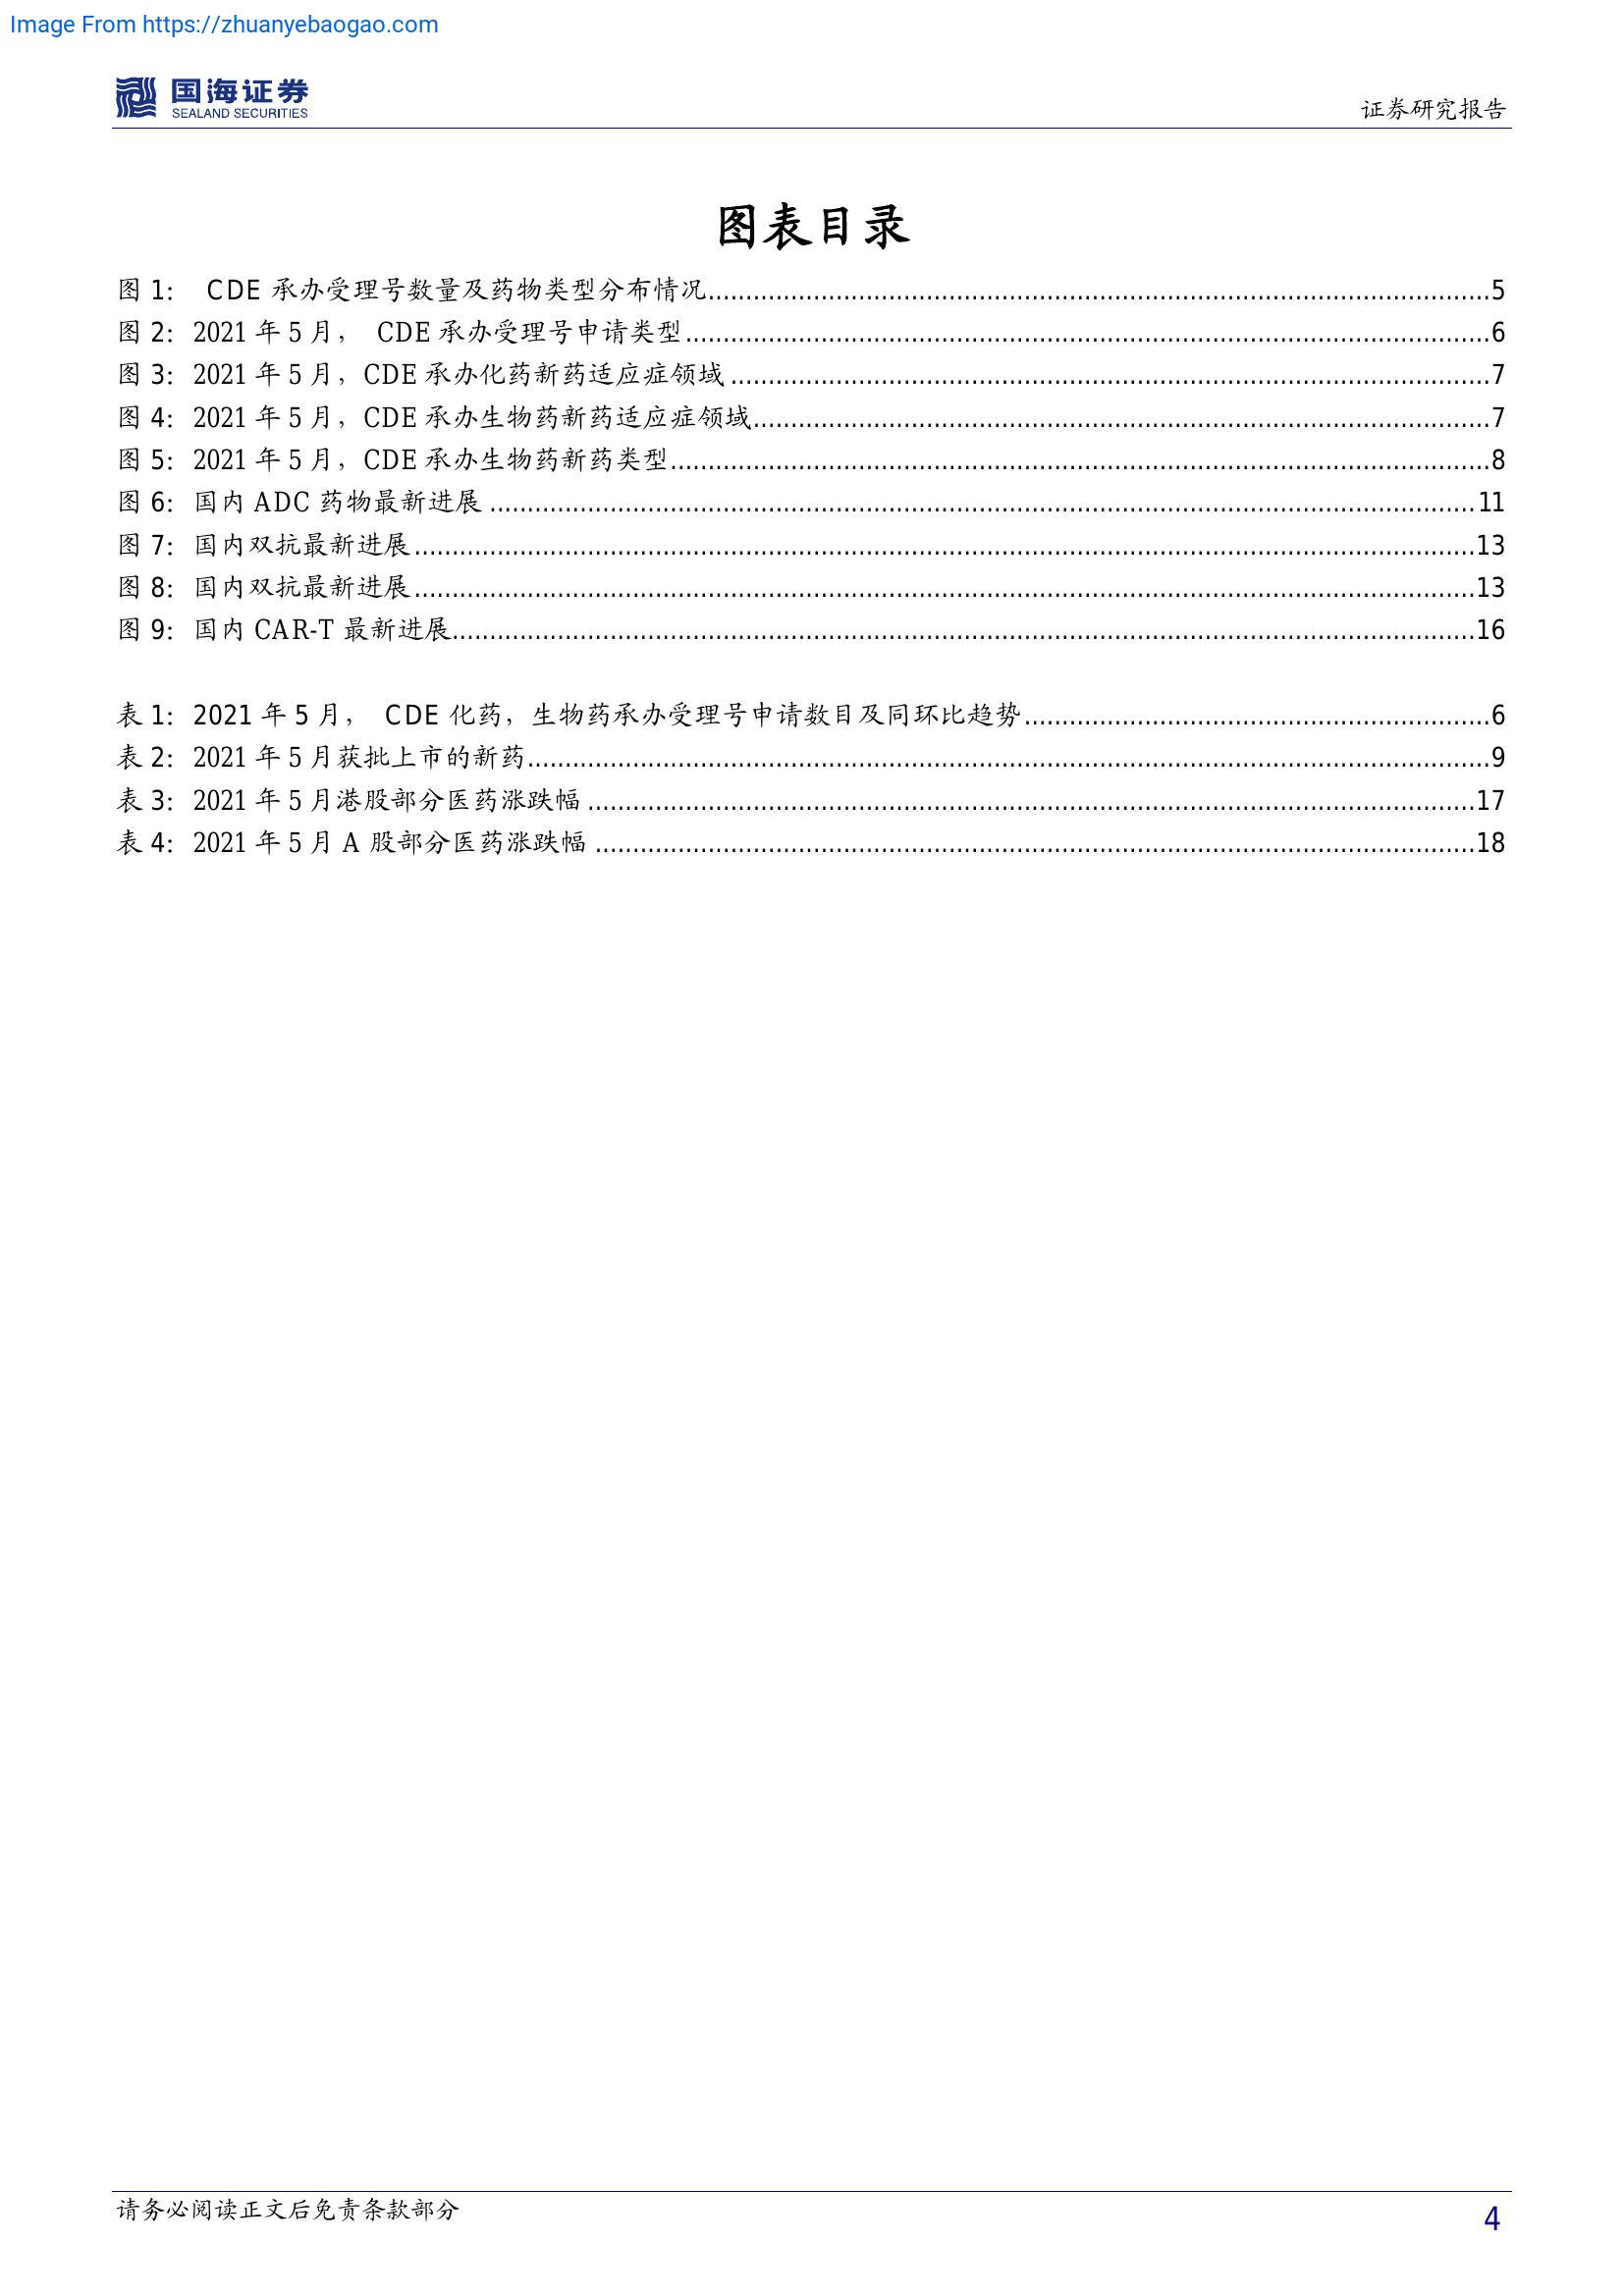 Image From https://zhuanyebaogao.com
国海证券
SEALAND SECURITIES
证券研究报告
图表目录
图 1: CDE 承办受理号数量及药物类型分布情况........................................5
图 2: 2021 年 5 月， CDE 承办受理号申请类型........................................6
图 3: 2021 年 5 月，CDE 承办化药新药适应症领域........................................7
图 4: 2021 年 5 月，CDE 承办生物药新药适应症领域........................................7
图 5: 2021 年 5 月，CDE 承办生物药新药类型........................................8
图 6: 国内 ADC 药物最新进展........................................11
图 7: 国内双抗最新进展........................................13
图 8: 国内双抗最新进展........................................13
图 9: 国内 CAR-T 最新进展........................................16
表 1: 2021 年 5 月， CDE 化药，生物药承办受理号申请数目及同环比趋势........................................6
表 2: 2021 年 5 月获批上市的新药........................................9
表 3: 2021 年 5 月港股部分医药涨跌幅........................................17
表 4: 2021 年 5 月 A 股部分医药涨跌幅........................................18
请务必阅读正文后免责条款部分
4